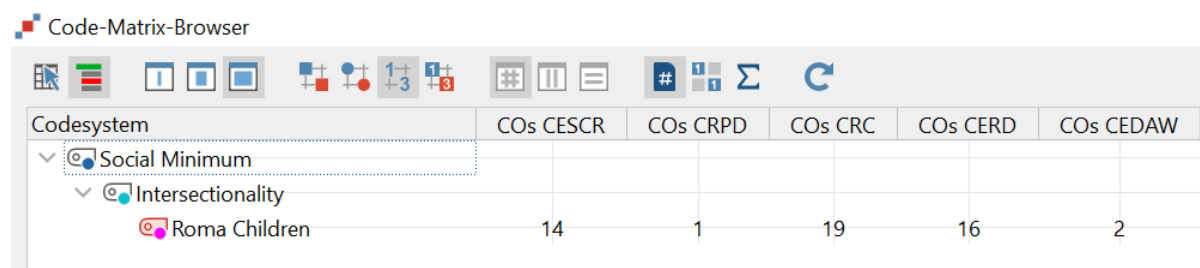 Code-Matrix-Browser
Codesystem COs CESCR COs CRPD COs CRC COs CERD COs CEDAW
Social Minimum
Intersectionality
Roma Children 14 1 19 16 2